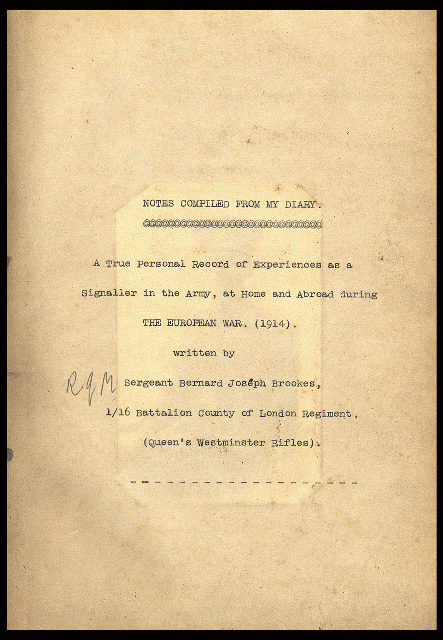 NOTES COMPILED FROM MY DIARY.
@@@@@@@@@@@@@@@@@@@@@@@@@@@@@
A True Personal Record of Experiences as a
Signaller in the Army, at Home and Abroad during
THE EUROPEAN WAR. (1914).
written by
RQM Sergeant Bernard Joseph Brookes,
1/16 Battalion County of London Regiment,
(Queen's Westminster Rifles).